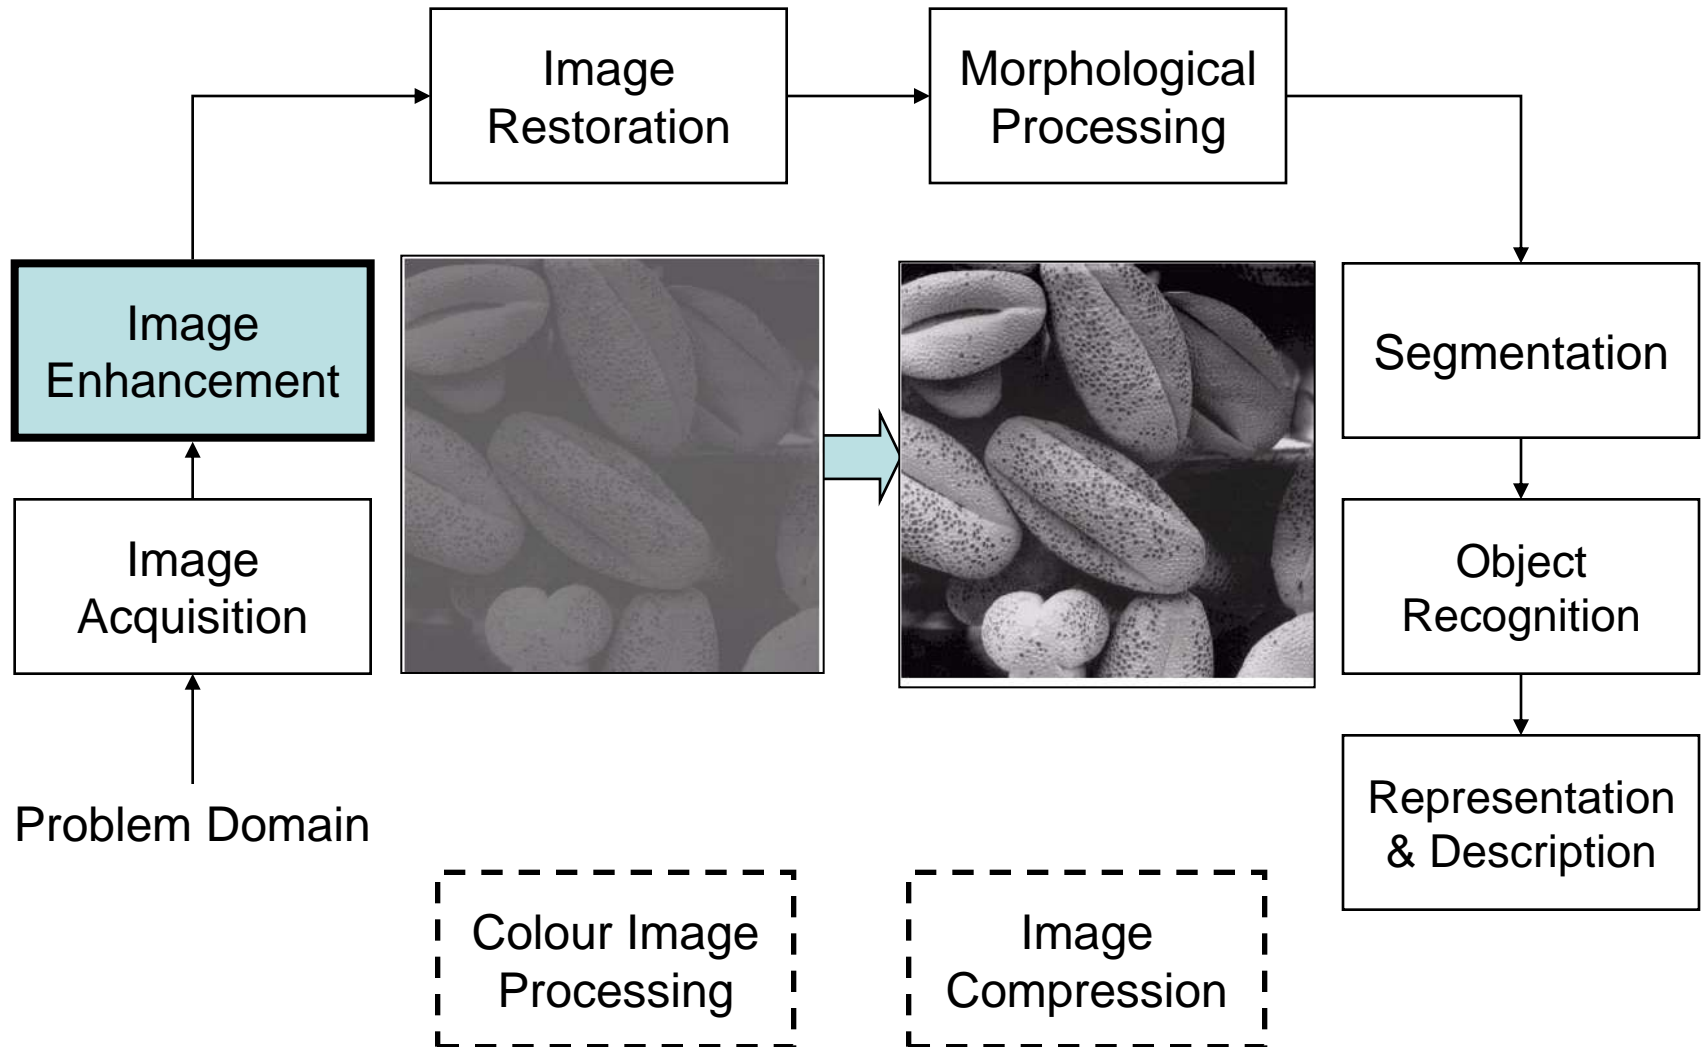 Image
Restoration
Morphological
Processing
Image
Enhancement
Segmentation
Image
Acquisition
Object
Recognition
Problem Domain
Representation
& Description
Colour Image
Processing
Image
Compression